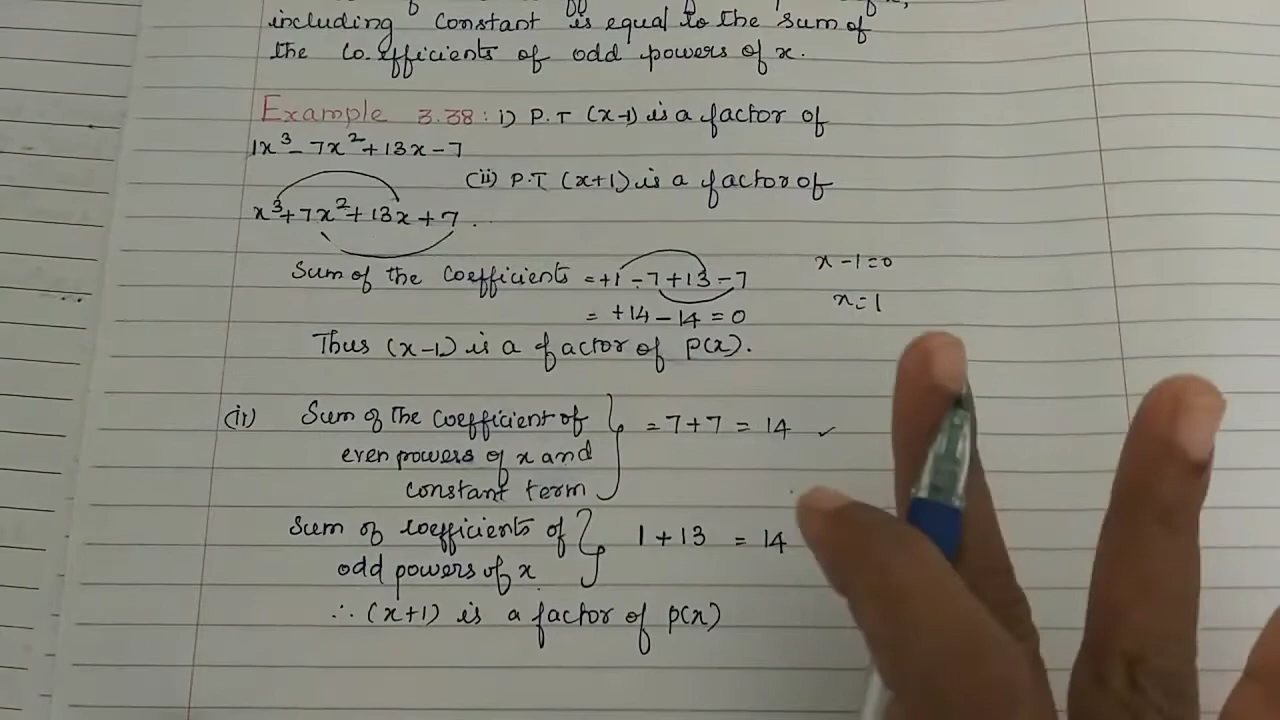 including constant is equal to the sum of
the co.efficients of odd powers of x.
Example 3.38: i) P.T (x-1) is a factor of
1x³- 7x²+13x-7
(ii) P.T (x+1) is a factor of
x³+7x²+13x+7.
Sum of the coefficients = +1-7+13-7
x-1=0
= +14-14=0
x=1
Thus (x-1) is a factor of P(x).
(ii) Sum of the coefficient of even powers of x and constant term } = 7+7 = 14 ✓
Sum of coefficients of odd powers of x } 1+13 = 14
∴ (x+1) is a factor of p(x)